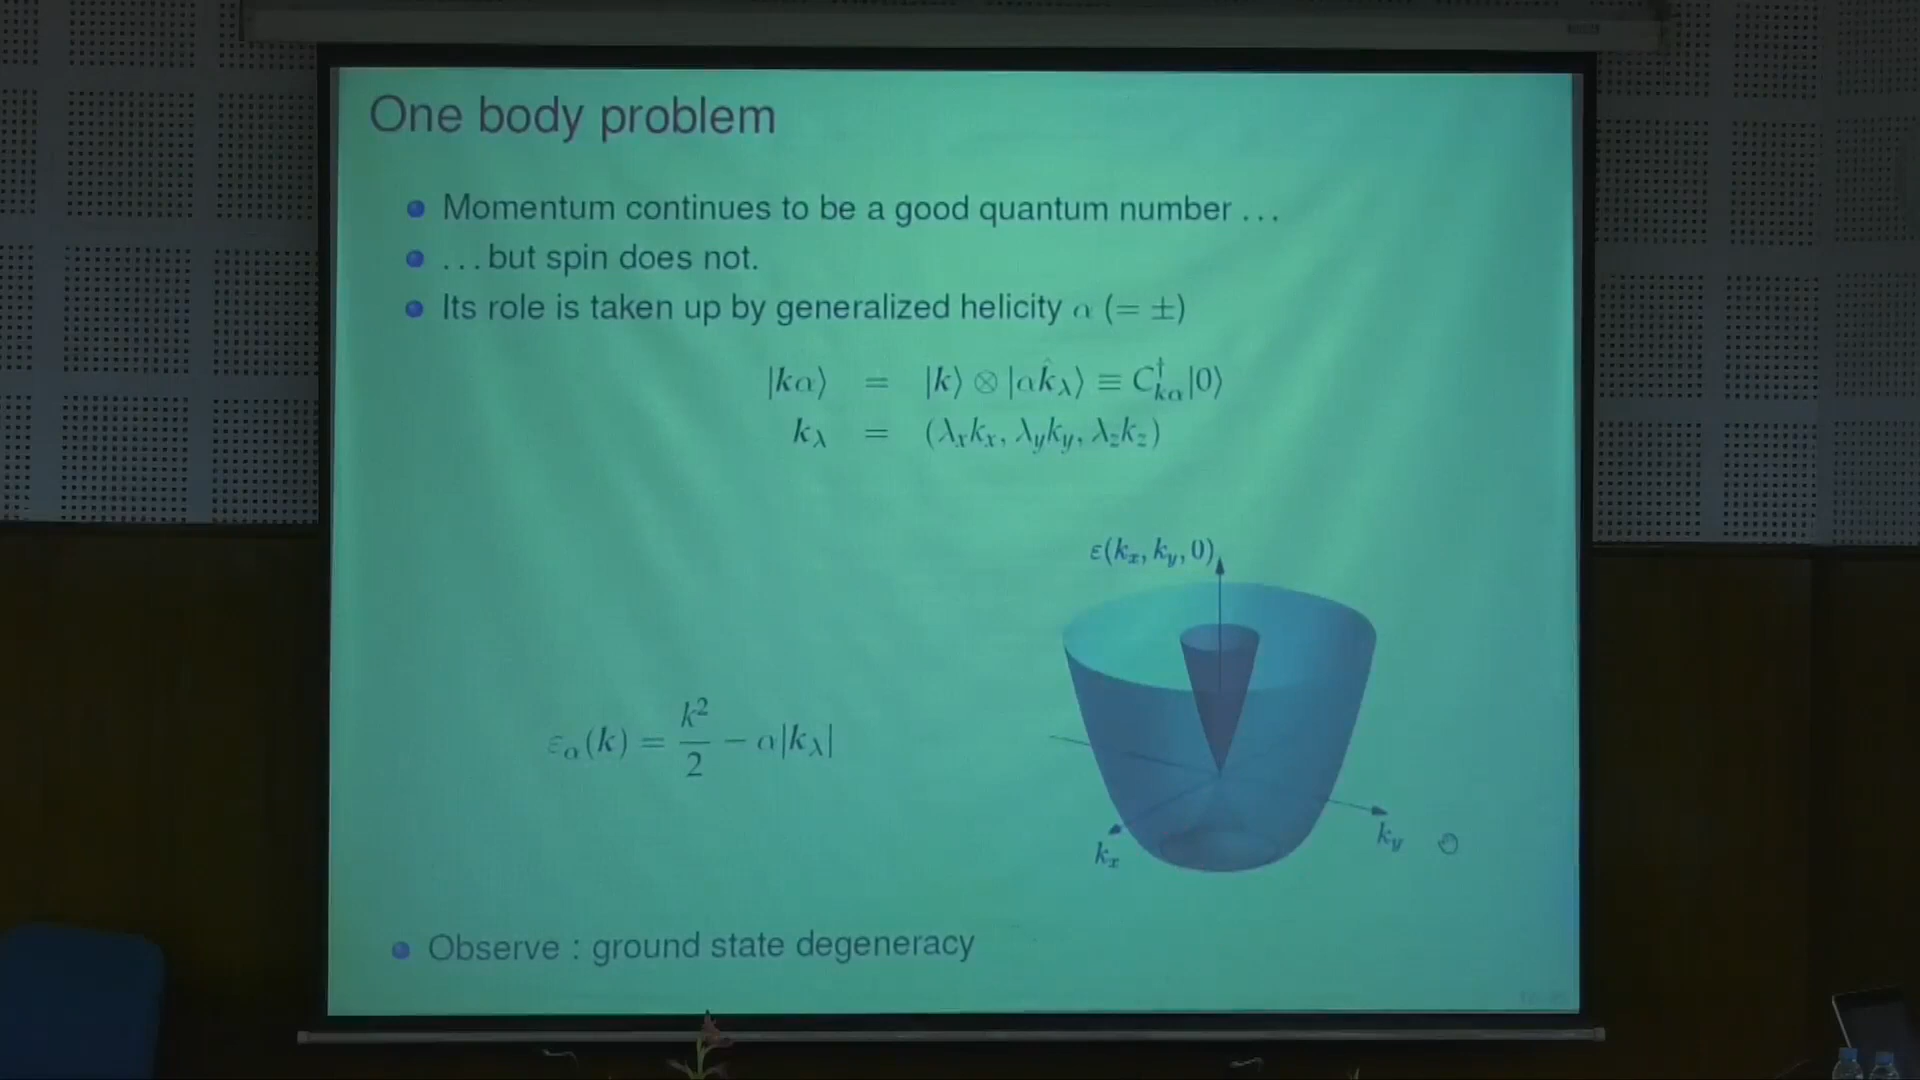 One body problem
Momentum continues to be a good quantum number . . .
. . . but spin does not.
Its role is taken up by generalized helicity α (= ±)
|kα⟩ = |k⟩ ⊗ |αk̂_λ⟩ ≡ C†_kα|0⟩
k_λ = (λ_x k_x, λ_y k_y, λ_z k_z)
ε(k_x, k_y, 0)
ε_α(k) = k²/2 − α|k_λ|
k_y
k_x
Observe : ground state degeneracy